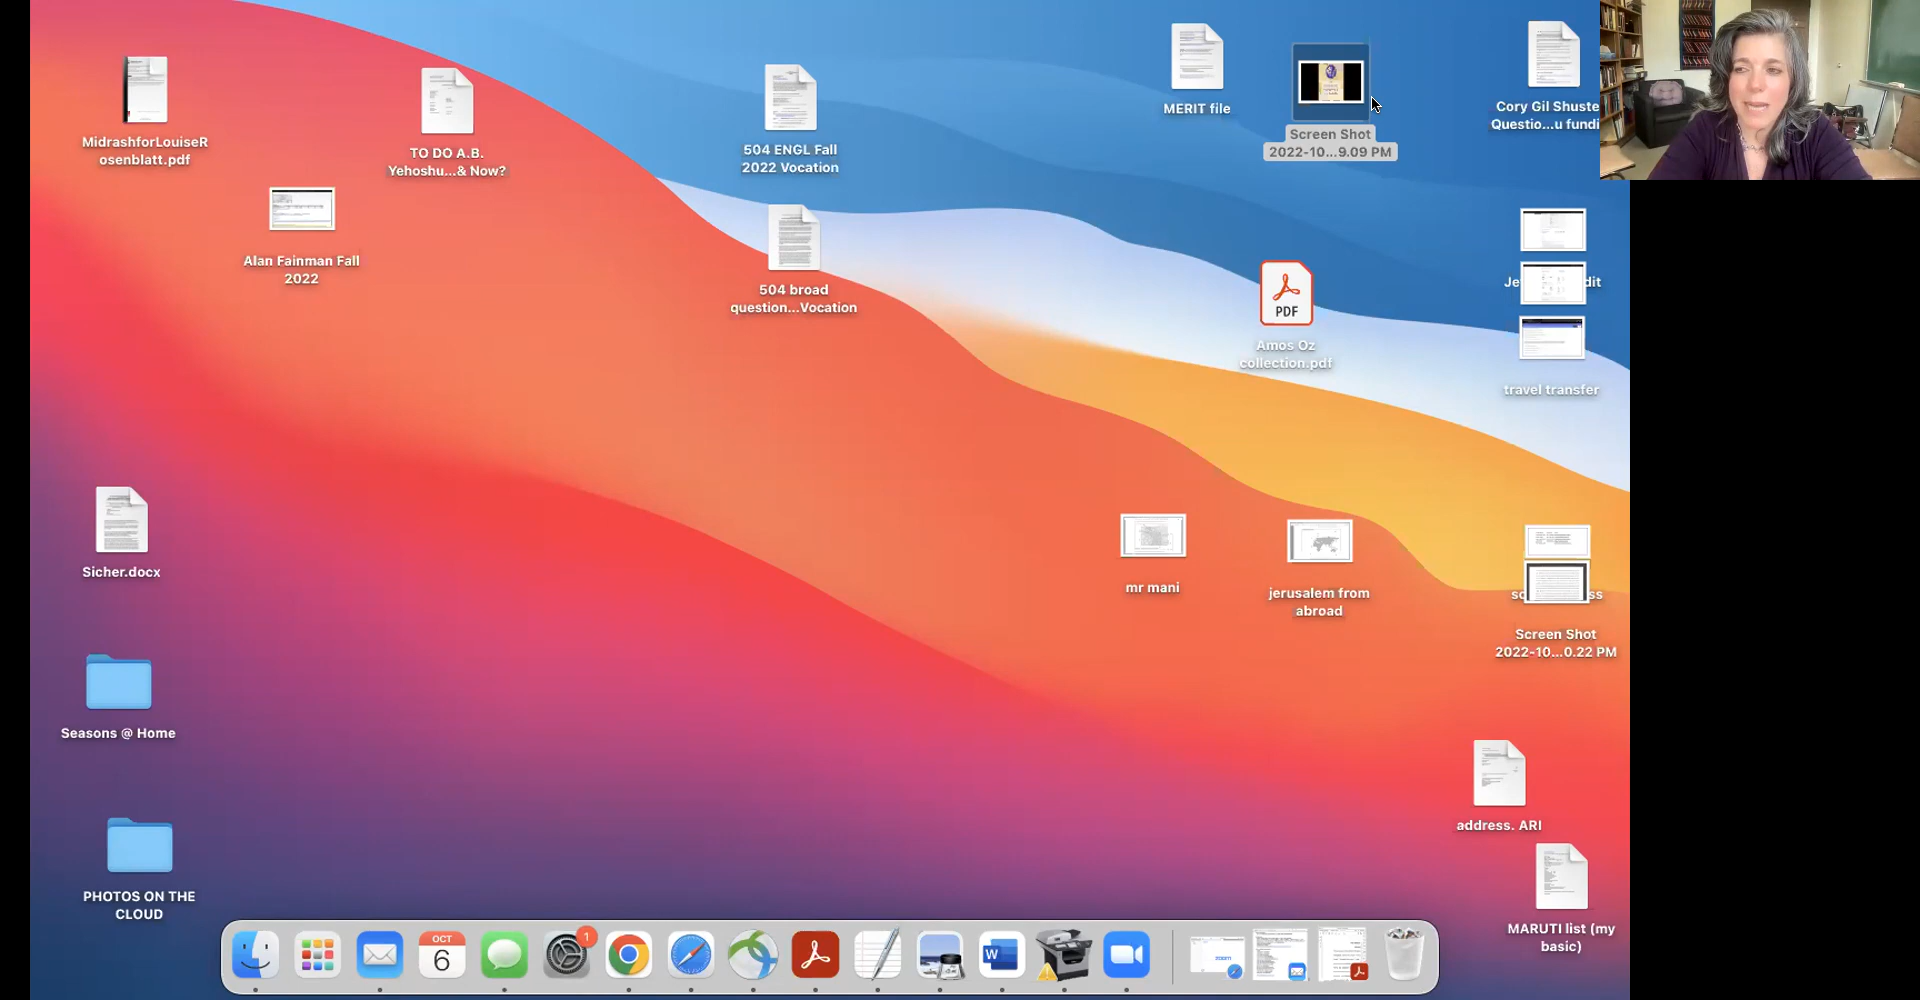 MidrashforLouiseR
osenblatt.pdf
TO DO A.B.
Yehoshu...& Now?
504 ENGL Fall
2022 Vocation
MERIT file
Screen Shot
2022-10...9.09 PM
Cory Gil Shuste
Questio...u fundi
Alan Fainman Fall
2022
504 broad
question...Vocation
PDF
Amos Oz
collection.pdf
Je
dit
travel transfer
Sicher.docx
mr mani
jerusalem from
abroad
sc
ss
Screen Shot
2022-10...0.22 PM
Seasons @ Home
address. ARI
PHOTOS ON THE
CLOUD
MARUTI list (my
basic)
OCT
6
1
W
zoom